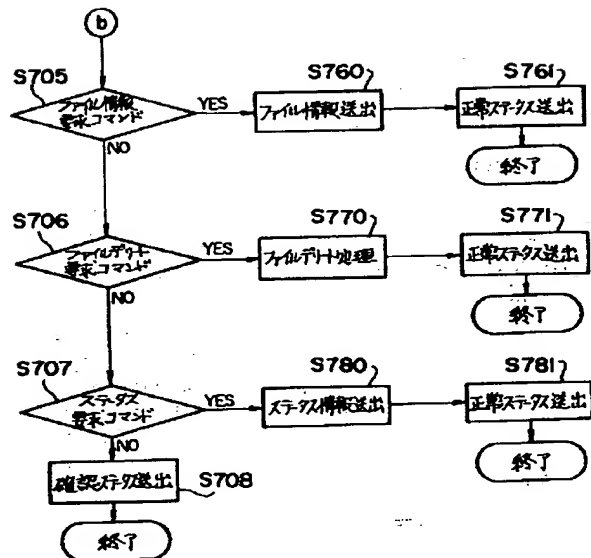 b
S705
ファイル情報
要求コマンド
YES
NO
S760
ファイル情報送出
S761
正常ステータス送出
終了
S706
ファイルデリート
要求コマンド
YES
NO
S770
ファイルデリート処理
S771
正常ステータス送出
終了
S707
ステータス
要求コマンド
YES
NO
S780
ステータス情報送出
S781
正常ステータス送出
終了
確認ステータス送出
S708
終了